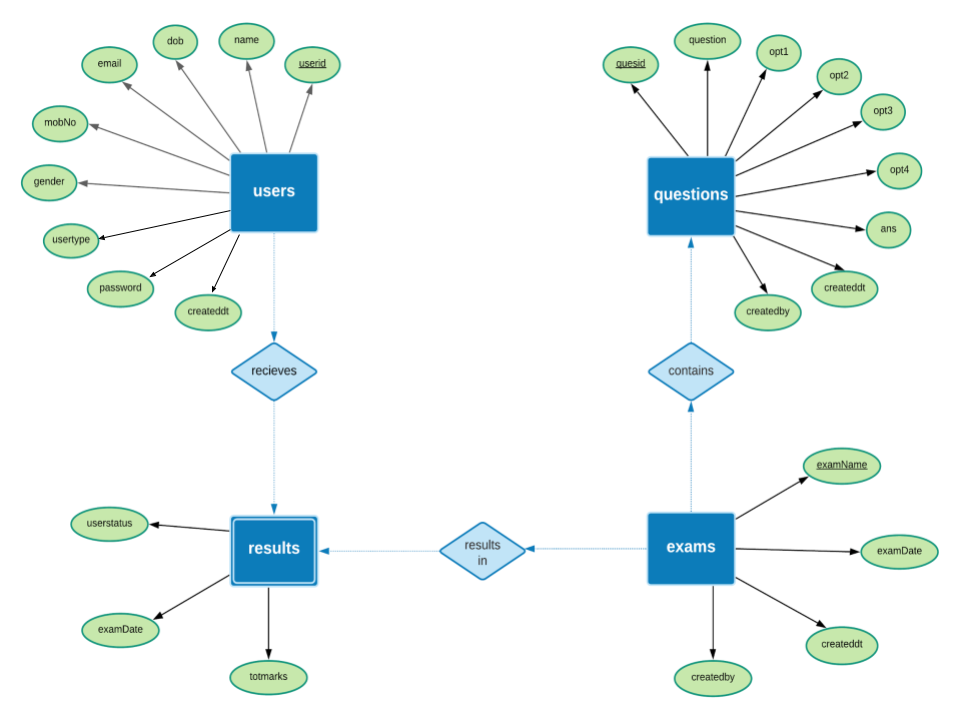 name
dob
question
opt1
email
userid
quesid
opt2
opt3
mobNo
opt4
gender
users
questions
ans
usertype
password
createddt
createddt
createdby
recieves
contains
examName
userstatus
results
results
in
exams
examDate
examDate
createddt
totmarks
createdby